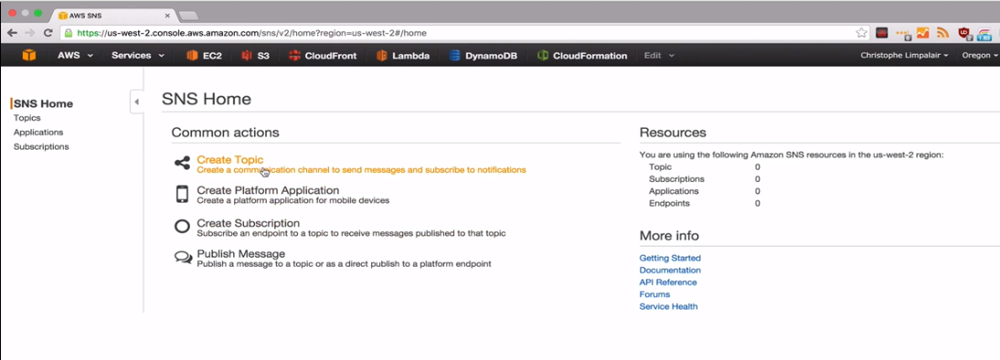 AWS SNS
https://us-west-2.console.aws.amazon.com/sns/v2/home?region=us-west-2#/home
AWS Services EC2 S3 CloudFront Lambda DynamoDB CloudFormation Edit Christophe Limpalair Oregon
SNS Home
Topics
Applications
Subscriptions
SNS Home
Common actions
Create Topic
Create a communication channel to send messages and subscribe to notifications
Create Platform Application
Create a platform application for mobile devices
Create Subscription
Subscribe an endpoint to a topic to receive messages published to that topic
Publish Message
Publish a message to a topic or as a direct publish to a platform endpoint
Resources
You are using the following Amazon SNS resources in the us-west-2 region:
Topic 0
Subscriptions 0
Applications 0
Endpoints 0
More info
Getting Started
Documentation
API Reference
Forums
Service Health